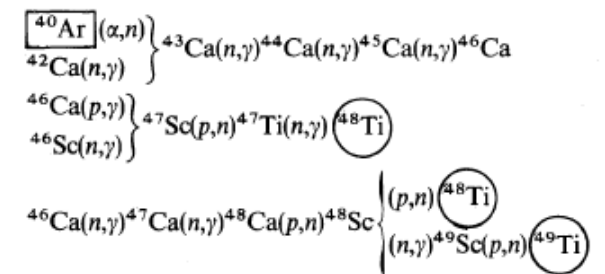 ⁴⁰Ar (α,n)
⁴²Ca(n,γ) } ⁴³Ca(n,γ)⁴⁴Ca(n,γ)⁴⁵Ca(n,γ)⁴⁶Ca
⁴⁶Ca(p,γ)
⁴⁶Sc(n,γ) } ⁴⁷Sc(p,n)⁴⁷Ti(n,γ) ⁴⁸Ti
⁴⁶Ca(n,γ)⁴⁷Ca(n,γ)⁴⁸Ca(p,n)⁴⁸Sc { (p,n) ⁴⁸Ti
(n,γ)⁴⁹Sc(p,n) ⁴⁹Ti